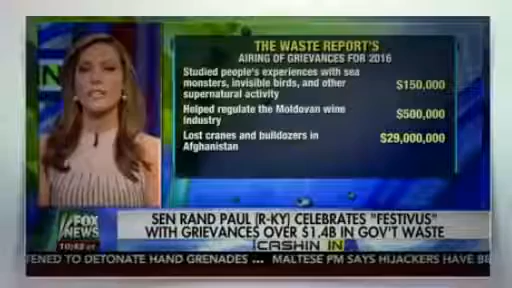 THE WASTE REPORT'S
AIRING OF GRIEVANCES FOR 2016
Studied people's experiences with sea
monsters, invisible birds, and other
supernatural activity
$150,000
Helped regulate the Moldovan wine
industry
$500,000
Lost cranes and bulldozers in
Afghanistan
$29,000,000
SEN RAND PAUL (R-KY) CELEBRATES "FESTIVUS"
WITH GRIEVANCES OVER $1.4B IN GOV'T WASTE
FOX
NEWS
CASHIN IN
TENED TO DETONATE HAND GRENADES ... MALTESE PM SAYS HIJACKERS HAVE BE